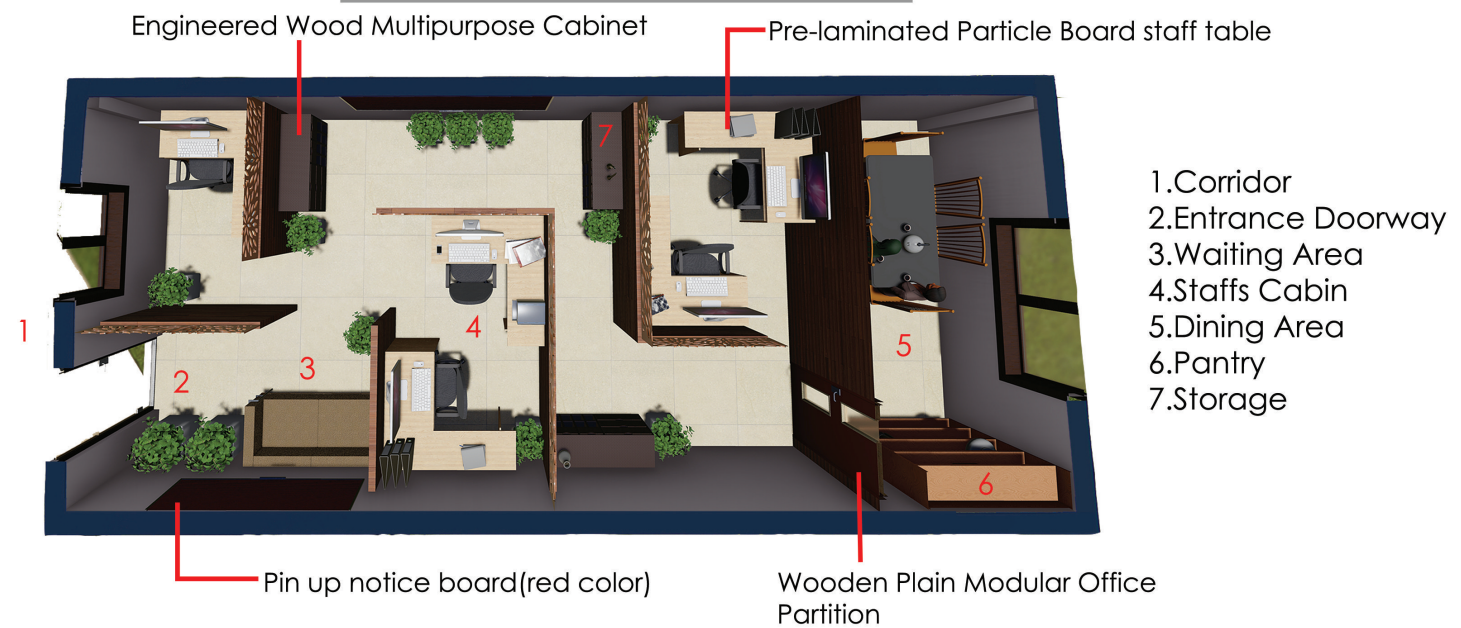 Engineered Wood Multipurpose Cabinet
Pre-laminated Particle Board staff table
7
1
2
3
4
5
6
1.Corridor
2.Entrance Doorway
3.Waiting Area
4.Staffs Cabin
5.Dining Area
6.Pantry
7.Storage
Pin up notice board(red color)
Wooden Plain Modular Office
Partition